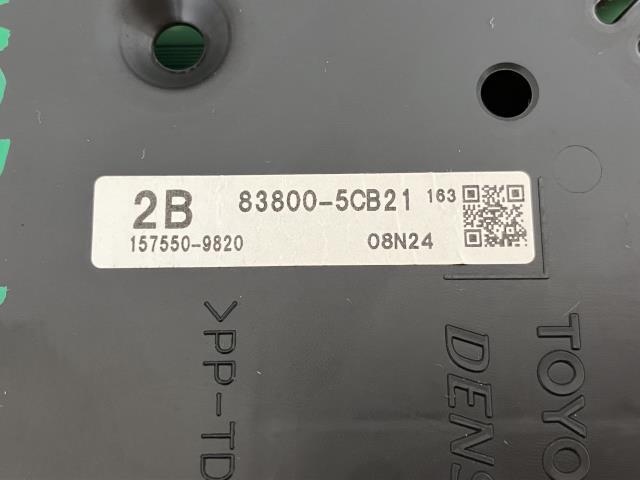 2B 83800-5CB21 163
157550-9820 08N24
>PP-TD
DENS
TOYO